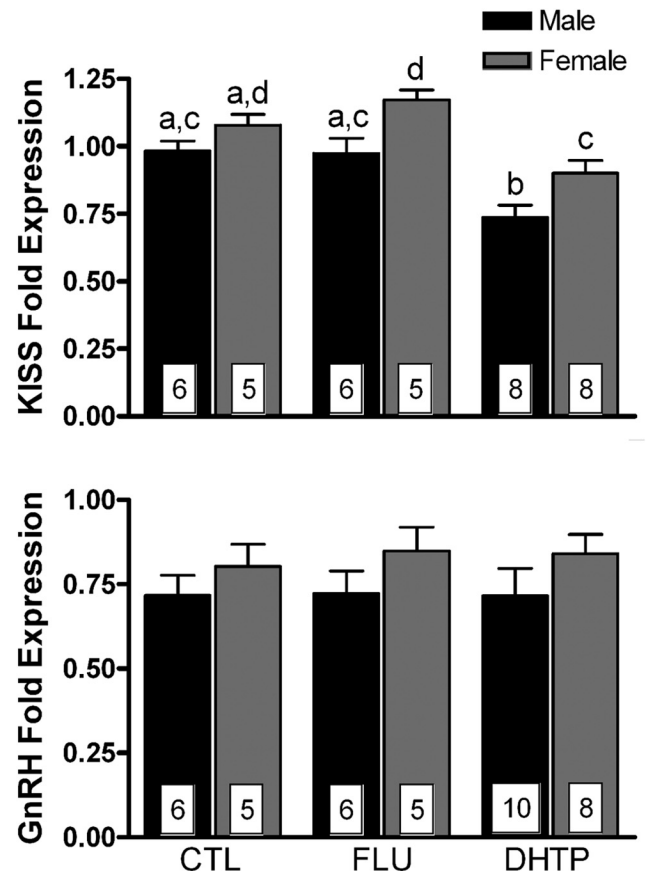 Male
Female
KISS Fold Expression
1.25
1.00
0.75
0.50
0.25
0.00
a,c
a,d
a,c
d
b
c
6
5
6
5
8
8
GnRH Fold Expression
1.00
0.75
0.50
0.25
0.00
6
5
6
5
10
8
CTL
FLU
DHTP